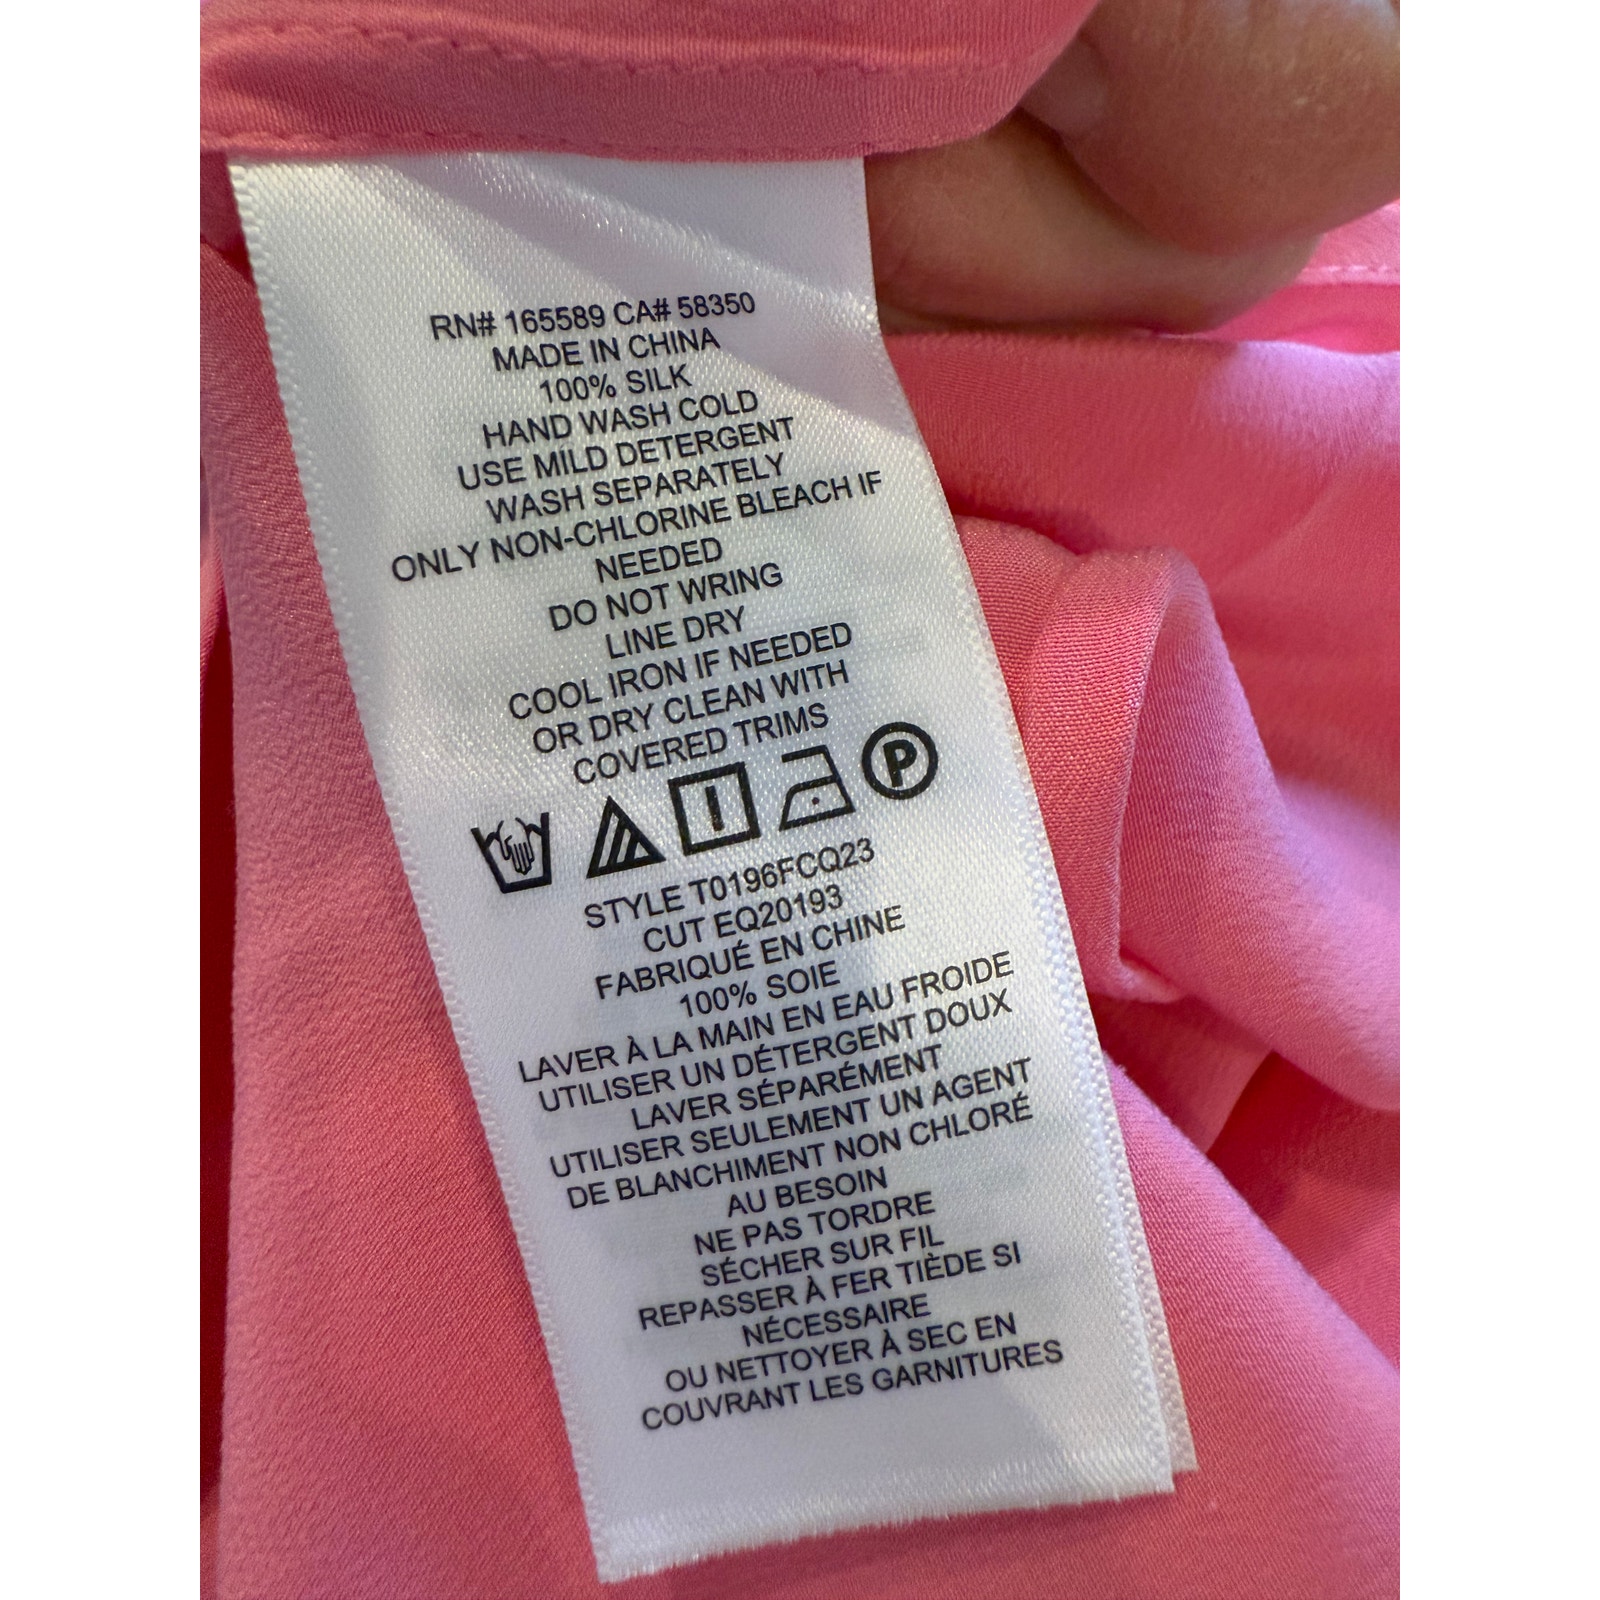 RN# 165589 CA# 58350
MADE IN CHINA
100% SILK
HAND WASH COLD
USE MILD DETERGENT
WASH SEPARATELY
ONLY NON-CHLORINE BLEACH IF
NEEDED
DO NOT WRING
LINE DRY
COOL IRON IF NEEDED
OR DRY CLEAN WITH
COVERED TRIMS
P
STYLE T0196FCQ23
CUT EQ20193
FABRIQUÉ EN CHINE
100% SOIE
LAVER À LA MAIN EN EAU FROIDE
UTILISER UN DÉTERGENT DOUX
LAVER SÉPARÉMENT
UTILISER SEULEMENT UN AGENT
DE BLANCHIMENT NON CHLORÉ
AU BESOIN
NE PAS TORDRE
SÉCHER SUR FIL
REPASSER À FER TIÈDE SI
NÉCESSAIRE
OU NETTOYER À SEC EN
COUVRANT LES GARNITURES